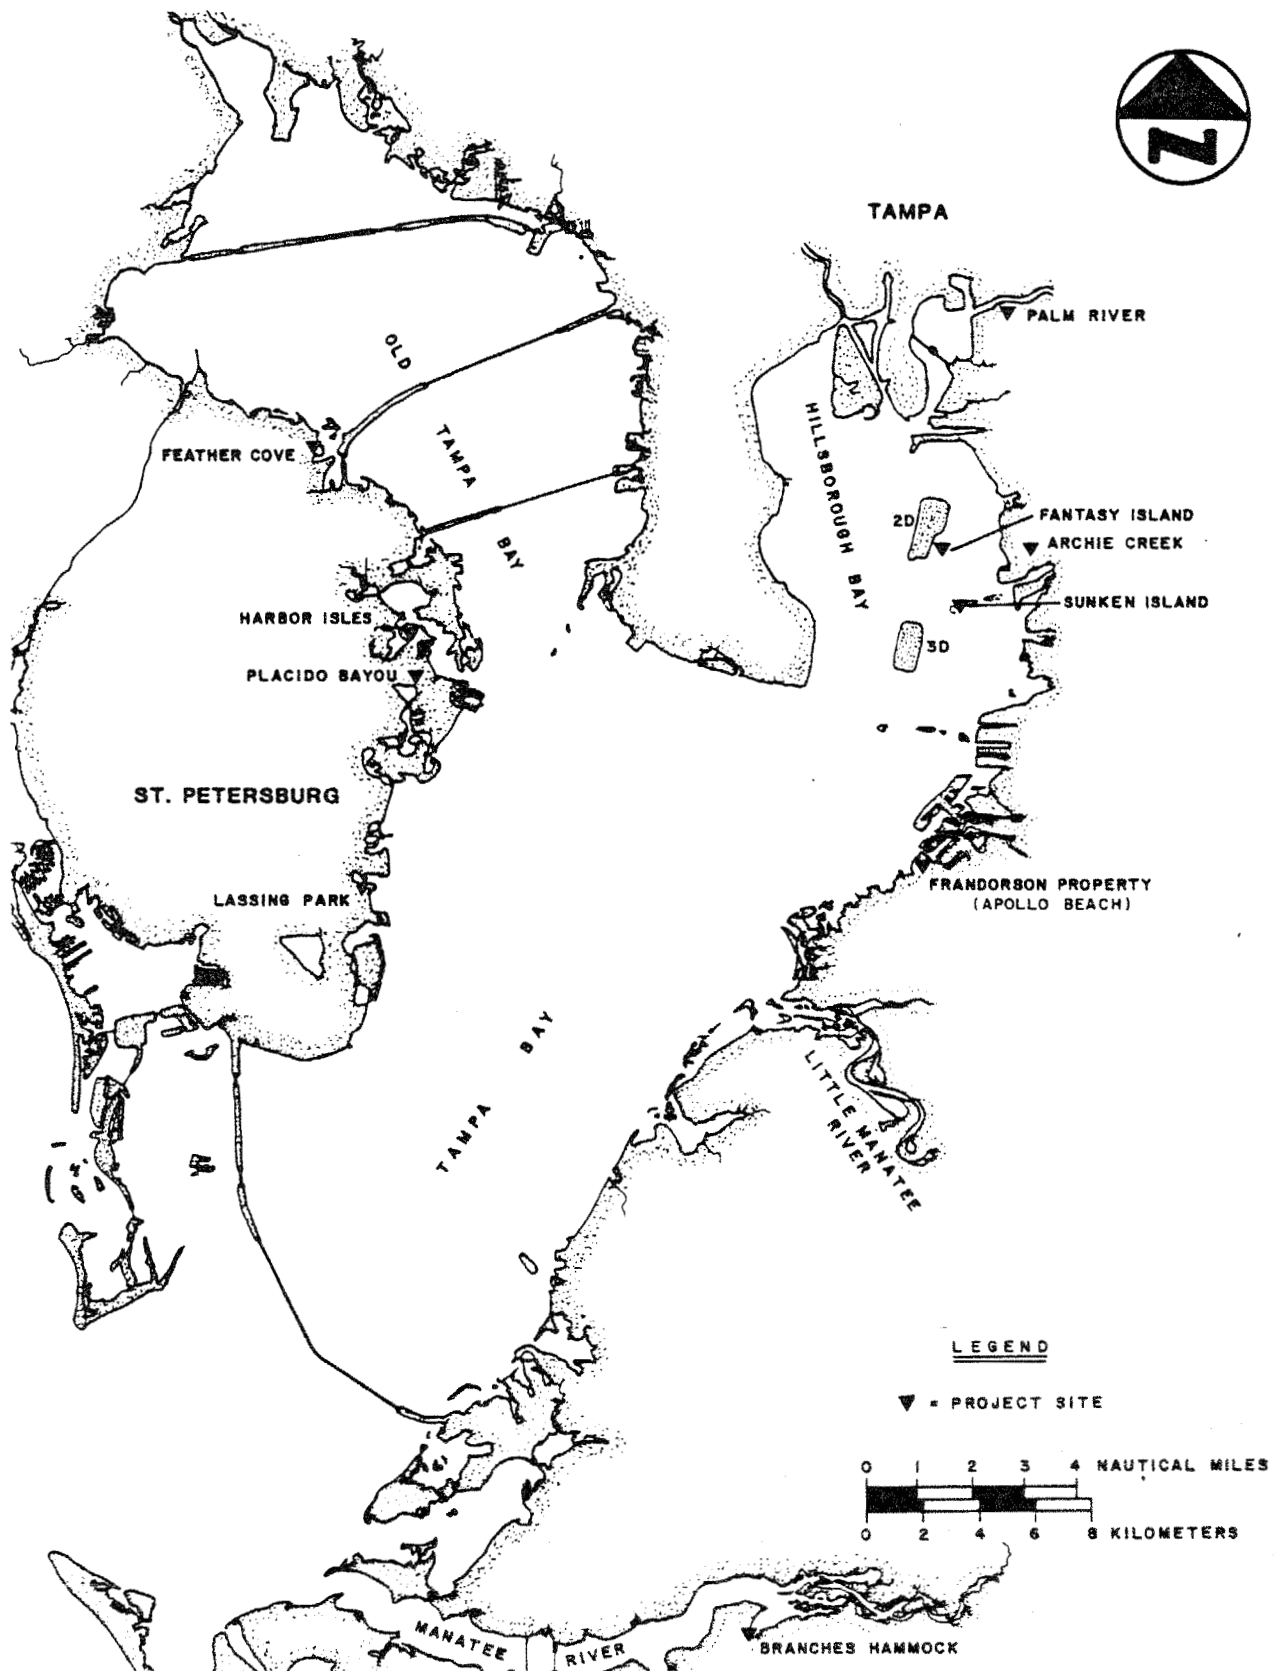 N
TAMPA
PALM RIVER
OLD
TAMPA
BAY
HILLSBOROUGH BAY
FEATHER COVE
2D
FANTASY ISLAND
ARCHIE CREEK
SUNKEN ISLAND
HARBOR ISLES
3D
PLACIDO BAYOU
ST. PETERSBURG
LASSING PARK
FRANDORSON PROPERTY
(APOLLO BEACH)
TAMPA BAY
LITTLE MANATEE
RIVER
LEGEND
= PROJECT SITE
0 1 2 3 4 NAUTICAL MILES
0 2 4 6 8 KILOMETERS
MANATEE RIVER
BRANCHES HAMMOCK